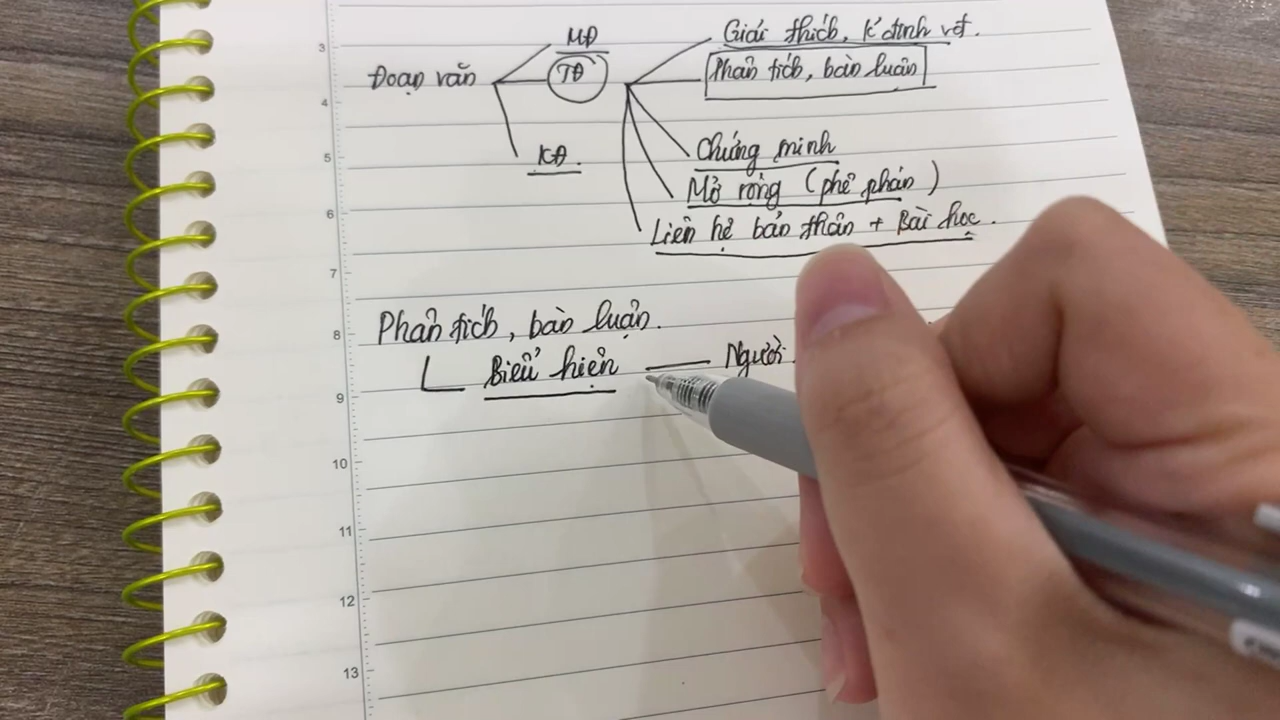 MĐ
Giải thích, k đinh vđ.
Đoạn văn TĐ Phân tích, bàn luận
KĐ.
Chứng minh
Mở rộng (phê phán)
Liên hệ bản thân + Bài học.
Phân tích, bàn luận.
Biểu hiện — Người
3
4
5
6
7
8
9
10
11
12
13